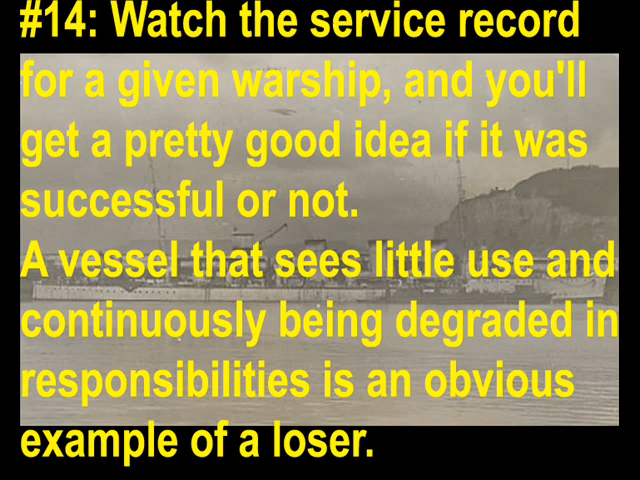 #14: Watch the service record
for a given warship, and you'll
get a pretty good idea if it was
successful or not.
A vessel that sees little use and
continuously being degraded in
responsibilities is an obvious
example of a loser.